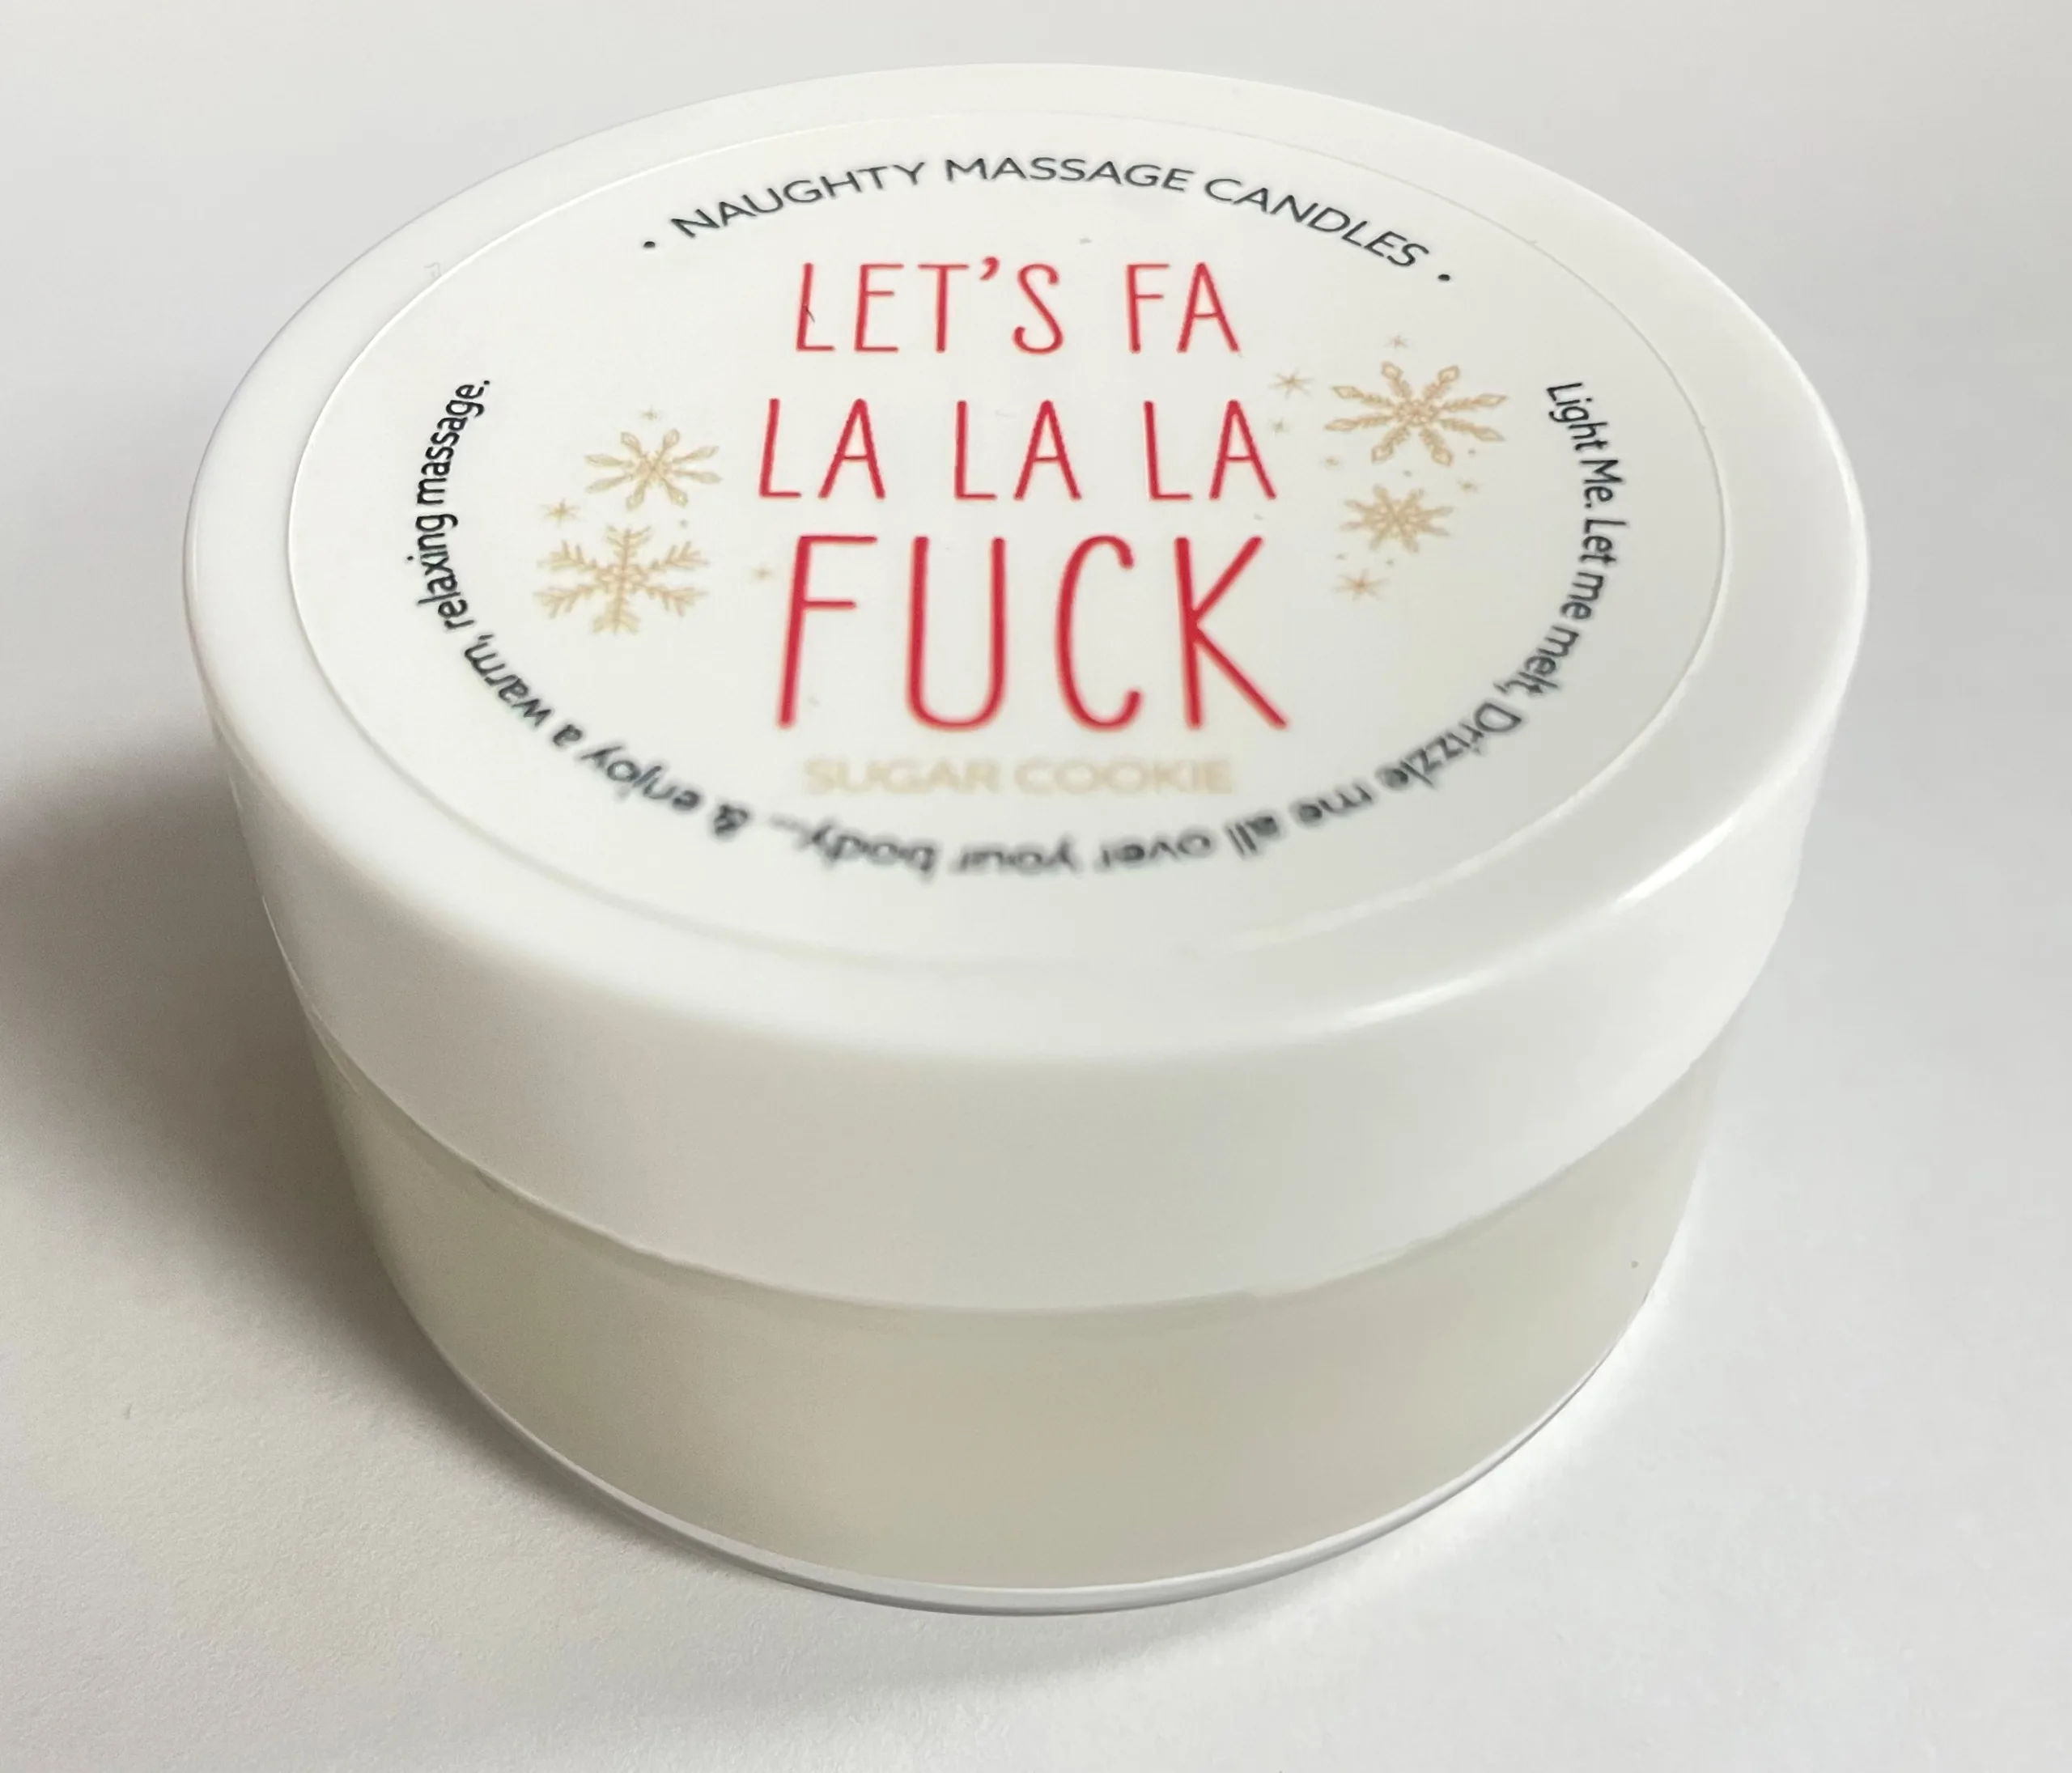 • NAUGHTY MASSAGE CANDLES •
LET'S FA
LA LA LA
FUCK
SUGAR COOKIE
Light Me. Let me melt, Drizzle me all over your body... & enjoy a warm, relaxing massage.